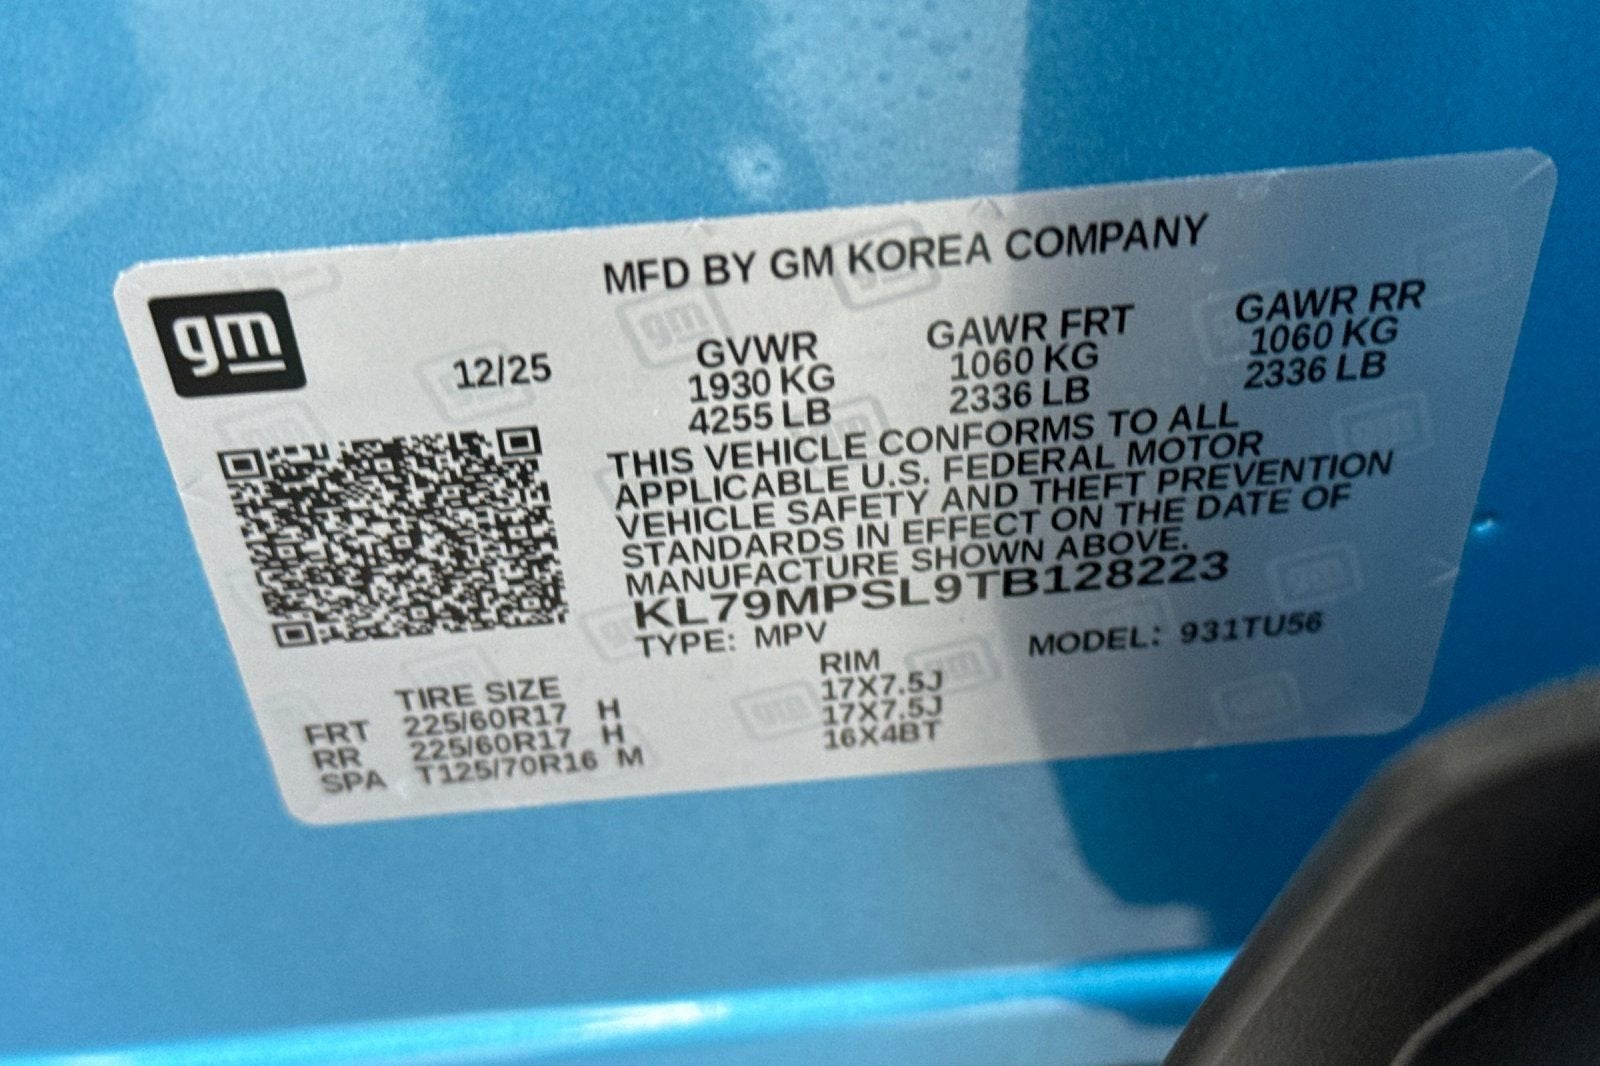 gm
MFD BY GM KOREA COMPANY
12/25
GVWR GAWR FRT GAWR RR
1930 KG 1060 KG 1060 KG
4255 LB 2336 LB 2336 LB
THIS VEHICLE CONFORMS TO ALL
APPLICABLE U.S. FEDERAL MOTOR
VEHICLE SAFETY AND THEFT PREVENTION
STANDARDS IN EFFECT ON THE DATE OF
MANUFACTURE SHOWN ABOVE.
KL79MPSL9TB128223
TYPE: MPV MODEL: 931TU56
TIRE SIZE RIM
FRT 225/60R17 H 17X7.5J
RR 225/60R17 H 17X7.5J
SPA T125/70R16 M 16X4BT